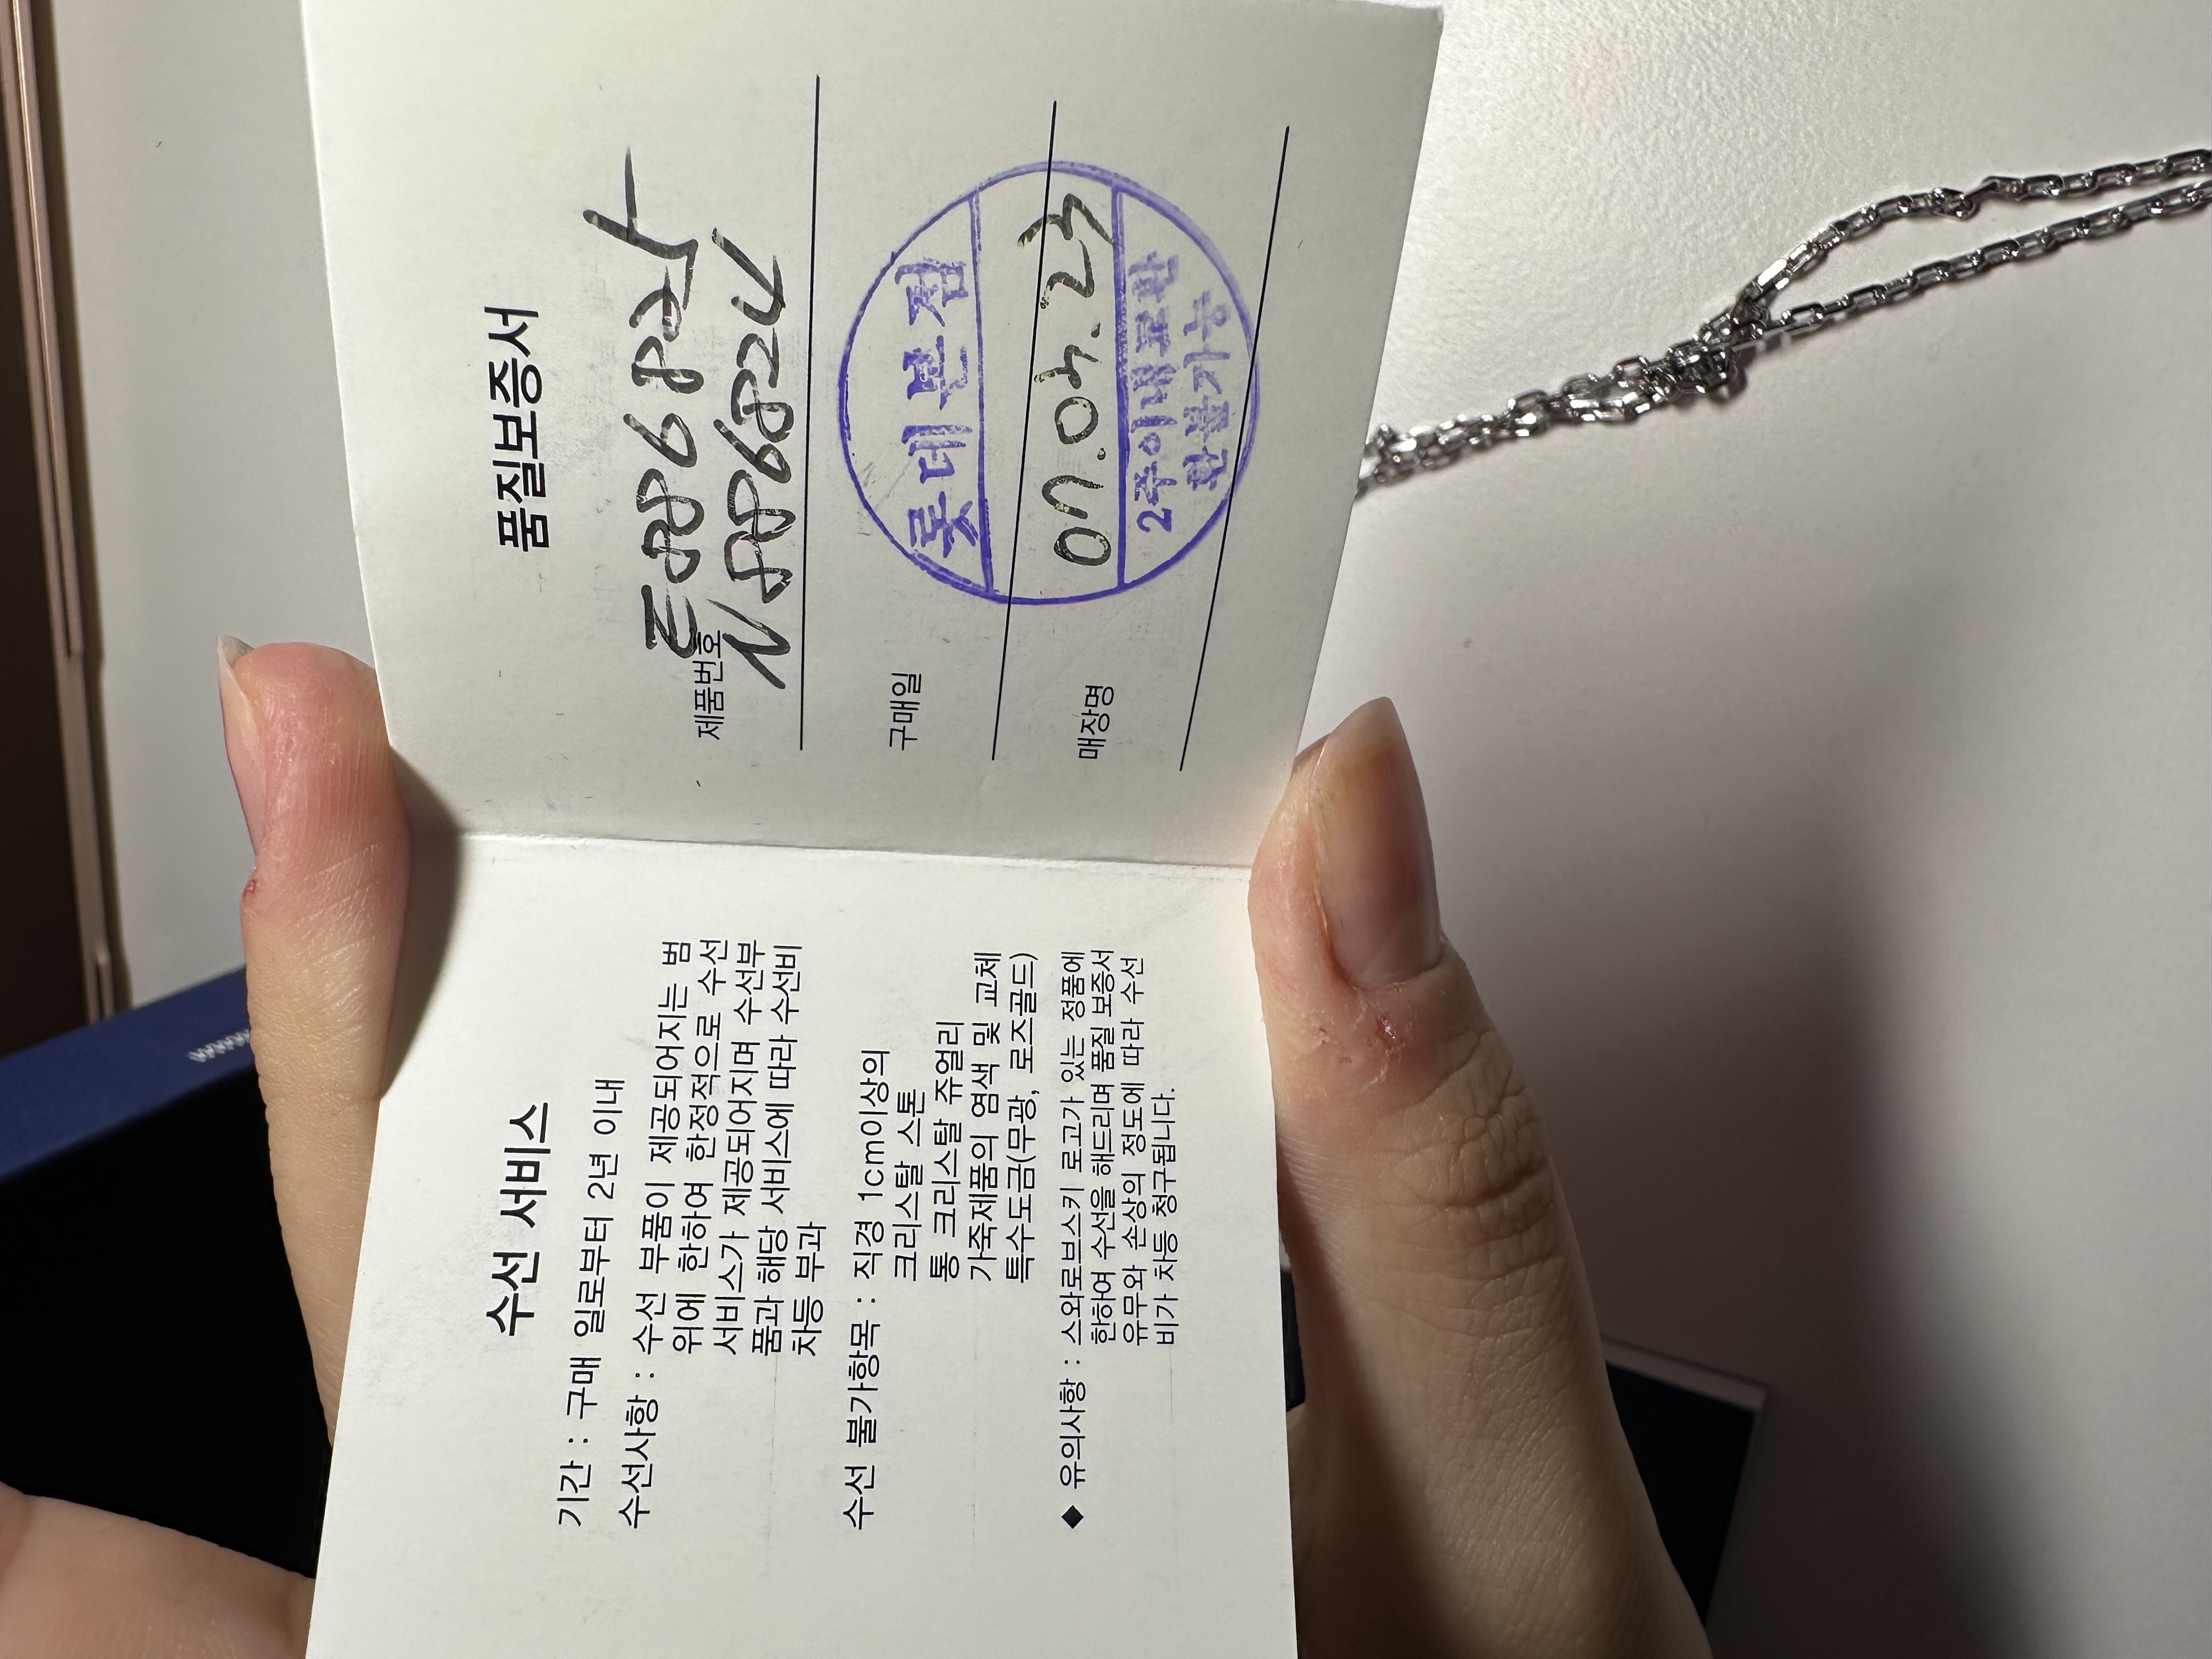 수선 서비스
기간 : 구매 일로부터 2년 이내
수선사항 : 수선 부품이 제공되어지는 범
위에 한하여 한정적으로 수선
서비스가 제공되어지며 수선부
품과 해당 서비스에 따라 수선비
차등 부과
수선 불가항목 : 직경 1cm이상의
크리스탈 스톤
통 크리스탈 쥬얼리
가죽제품의 염색 및 교체
특수도금(무광, 로즈골드)
◆ 유의사항 : 스와로브스키 로고가 있는 정품에
한하여 수선을 해드리며 품질 보증서
유무와 손상의 정도에 따라 수선
비가 차등 청구됩니다.
품질보증서
제품번호
구매일
롯데본점
매장명
2주이내교환
환불가능